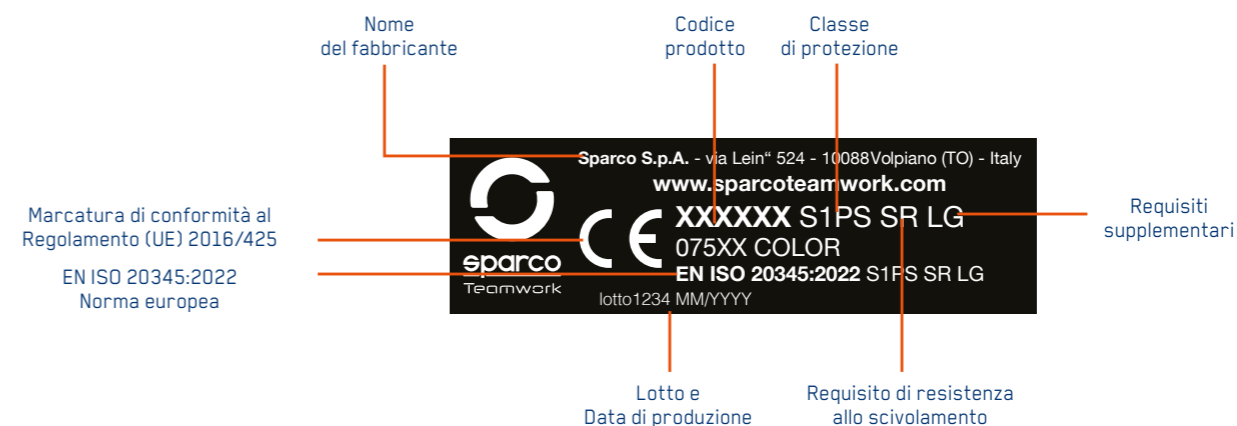 Nome
del fabbricante
Codice
prodotto
Classe
di protezione
Marcatura di conformità al
Regolamento (UE) 2016/425
EN ISO 20345:2022
Norma europea
sparco
Teamwork
Sparco S.p.A. - via Lein“ 524 - 10088Volpiano (TO) - Italy
www.sparcoteamwork.com
CE XXXXXX S1PS SR LG
075XX COLOR
EN ISO 20345:2022 S1PS SR LG
lotto1234 MM/YYYY
Requisiti
supplementari
Lotto e
Data di produzione
Requisito di resistenza
allo scivolamento